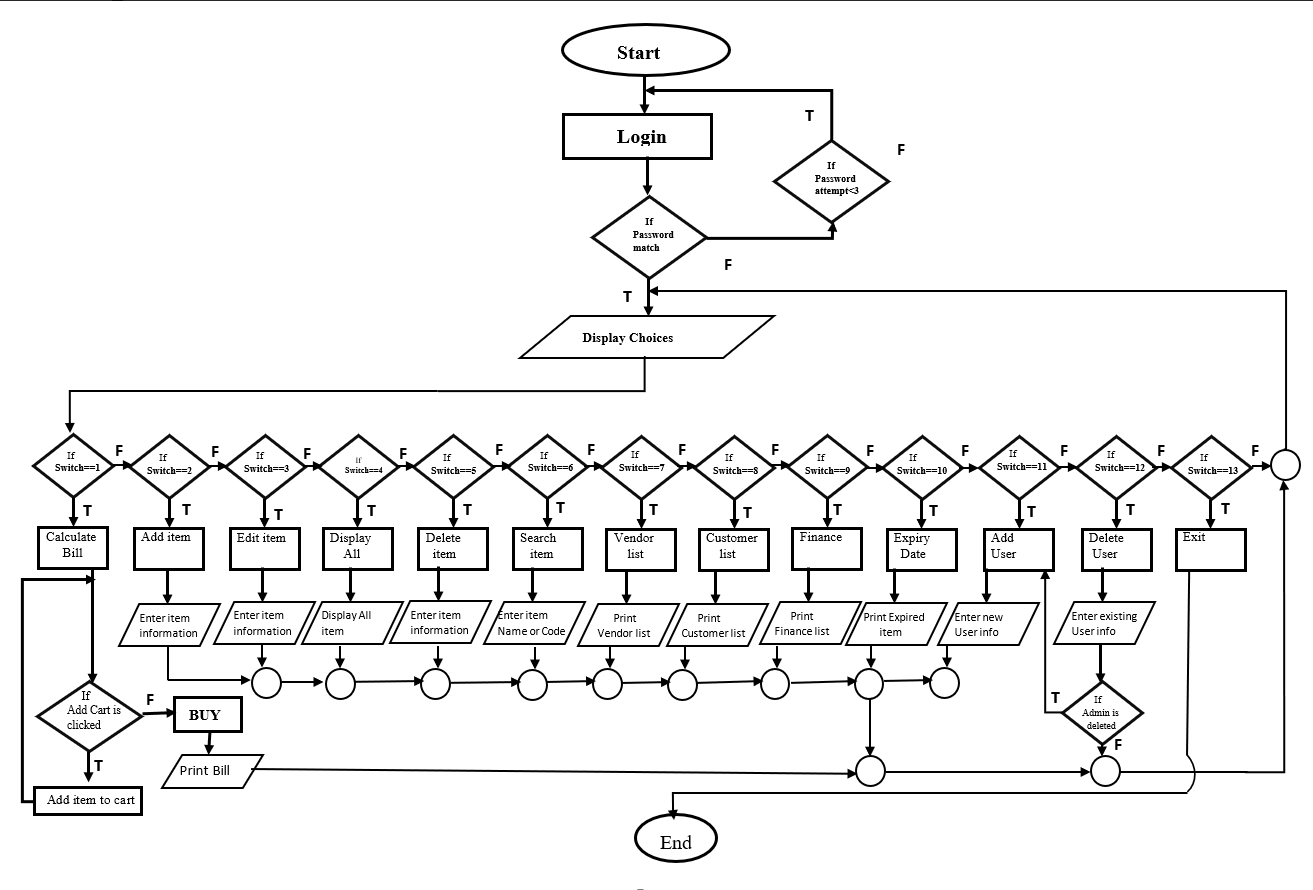 Start
T
Login
F
If
Password
attempt<3
If
Password
match
F
T
Display Choices
If
Switch==1
F
If
Switch==2
F
If
Switch==3
F
If
Switch==4
F
If
Switch==5
F
If
Switch==6
F
If
Switch==7
F
If
Switch==8
F
If
Switch==9
F
If
Switch==10
F
If
Switch==11
F
If
Switch==12
F
If
Switch==13
F
T
T
T
T
T
T
T
T
T
T
T
T
T
Calculate
Bill
Add item
Edit item
Display
All
Delete
item
Search
item
Vendor
list
Customer
list
Finance
Expiry
Date
Add
User
Delete
User
Exit
Enter item
information
Enter item
information
Display All
item
Enter item
information
Enter item
Name or Code
Print
Vendor list
Print
Customer list
Print
Finance list
Print Expired
item
Enter new
User info
Enter existing
User info
If
Add Cart is
clicked
F
BUY
T
If
Admin is
deleted
F
T
Print Bill
Add item to cart
End